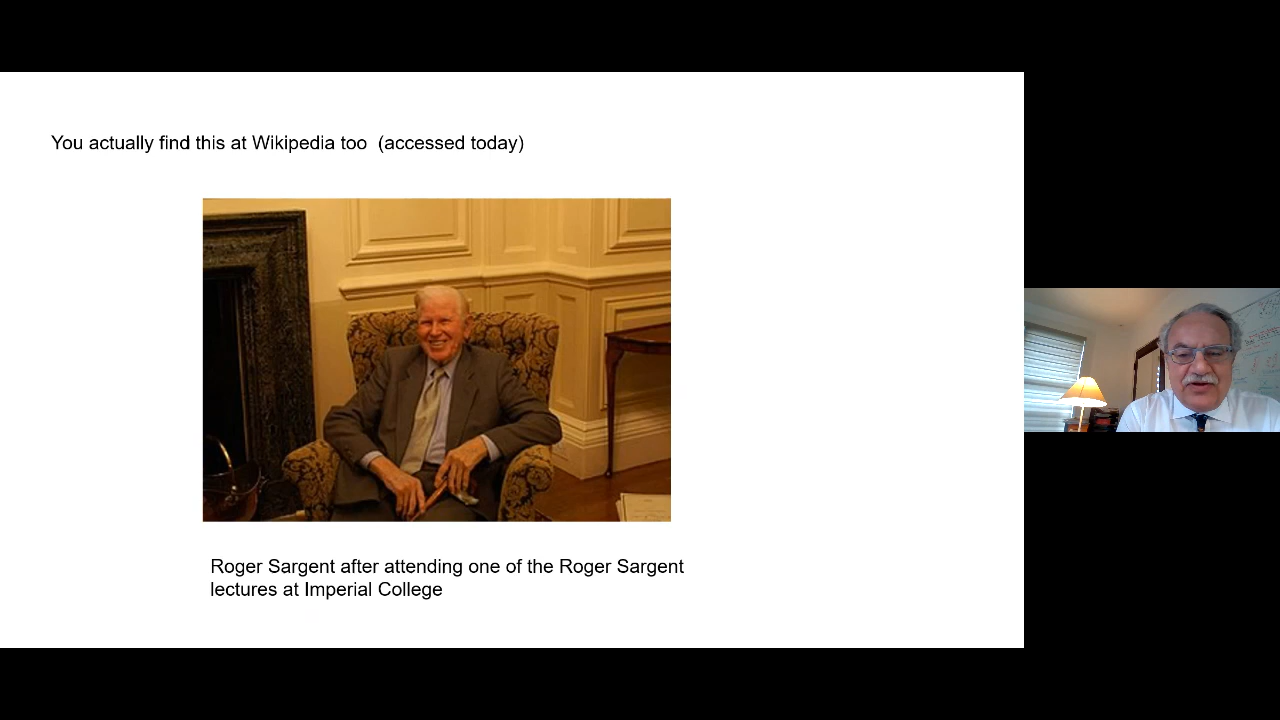 You actually find this at Wikipedia too (accessed today)
Roger Sargent after attending one of the Roger Sargent
lectures at Imperial College